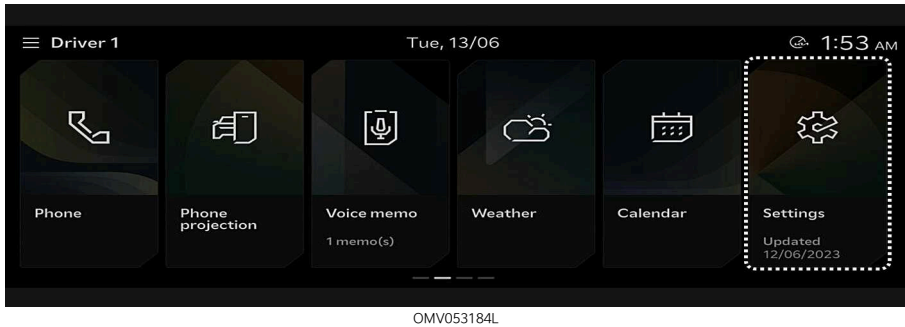 Driver 1
Tue, 13/06
1:53 AM
Phone
Phone
projection
Voice memo
1 memo(s)
Weather
Calendar
Settings
Updated
12/06/2023
OMV053184L